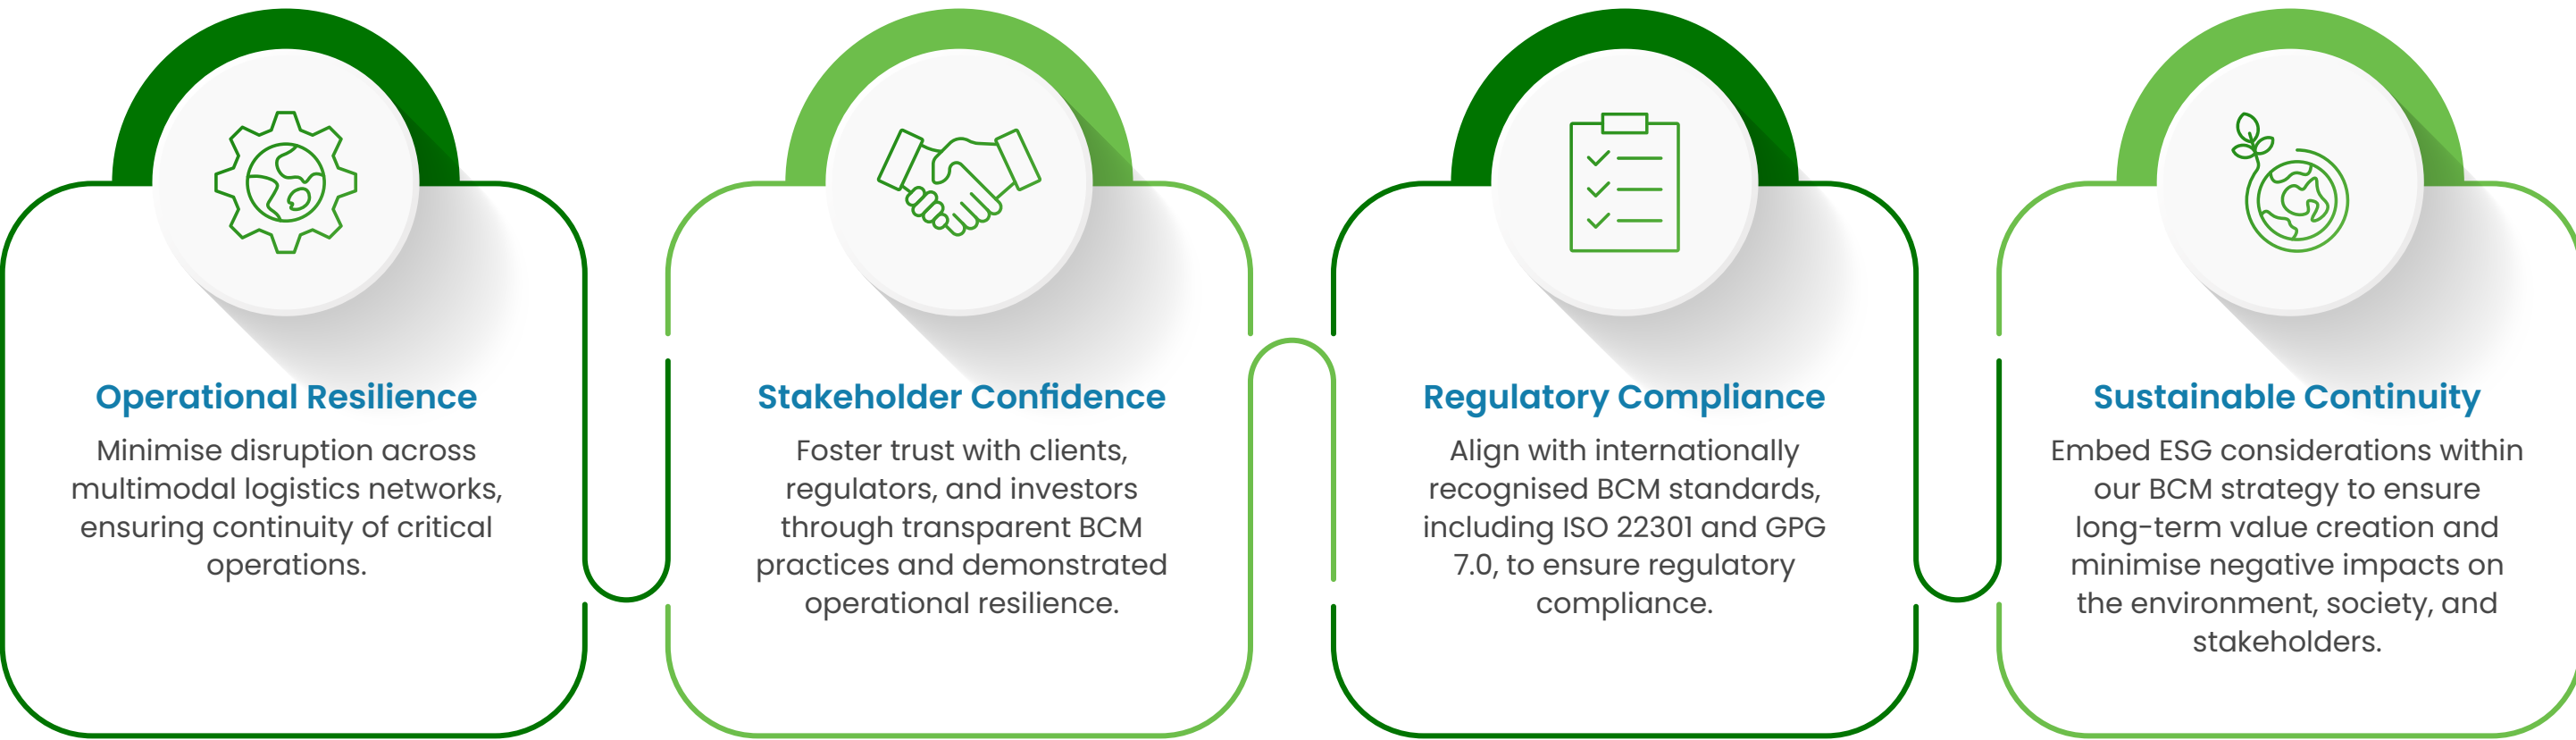 Operational Resilience
Minimise disruption across
multimodal logistics networks,
ensuring continuity of critical
operations.
Stakeholder Confidence
Foster trust with clients,
regulators, and investors
through transparent BCM
practices and demonstrated
operational resilience.
Regulatory Compliance
Align with internationally
recognised BCM standards,
including ISO 22301 and GPG
7.0, to ensure regulatory
compliance.
Sustainable Continuity
Embed ESG considerations within
our BCM strategy to ensure
long-term value creation and
minimise negative impacts on
the environment, society, and
stakeholders.